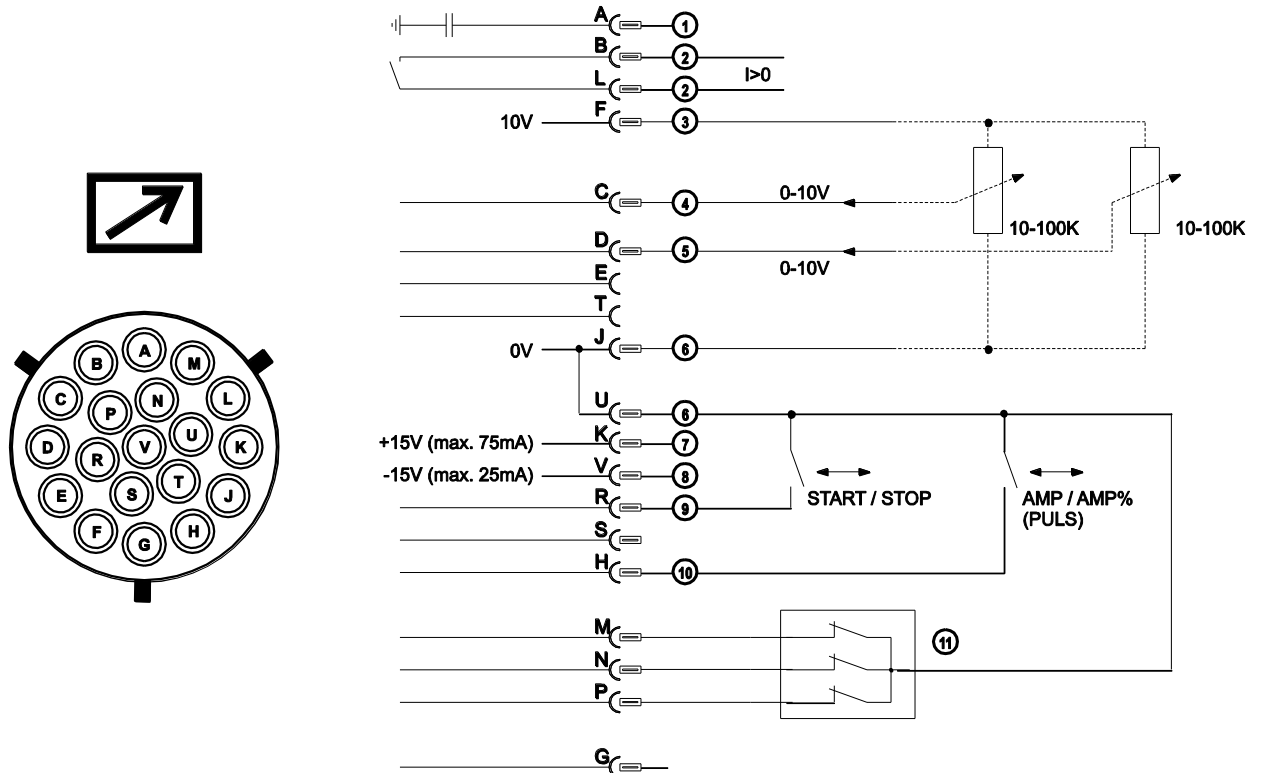 A 1
B 2
L 2 I>0
10V F 3
C 4 0-10V
10-100K 10-100K
D 5
0-10V
E
T
0V J 6
U 6
+15V (max. 75mA) K 7
-15V (max. 25mA) V 8
R 9 START / STOP AMP / AMP%
(PULS)
S
H 10
M 11
N
P
G
A
B M
C P N L
D R V U K
E S T J
F H
G